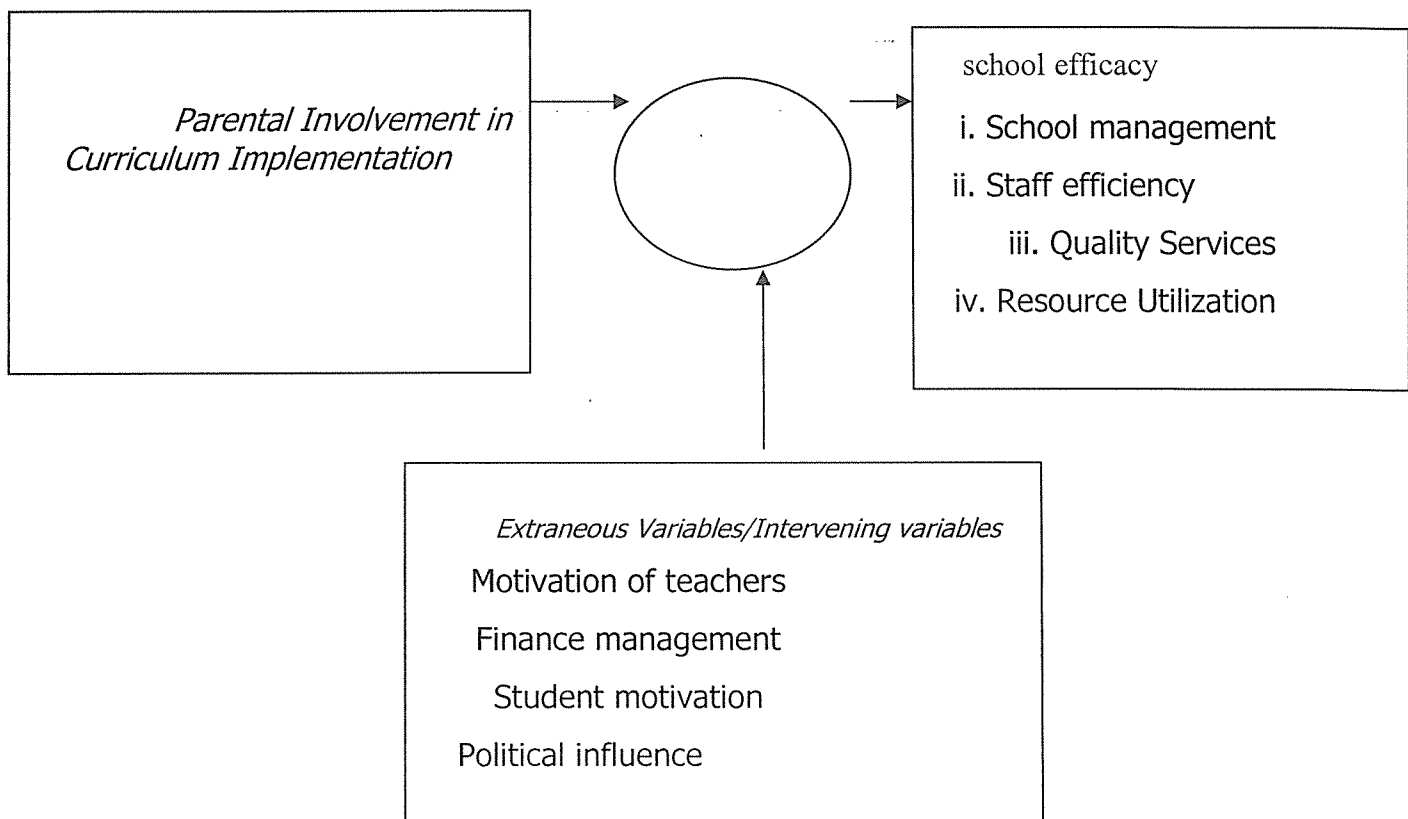 Parental Involvement in
Curriculum Implementation
school efficacy
i. School management
ii. Staff efficiency
iii. Quality Services
iv. Resource Utilization
Extraneous Variables/Intervening variables
Motivation of teachers
Finance management
Student motivation
Political influence